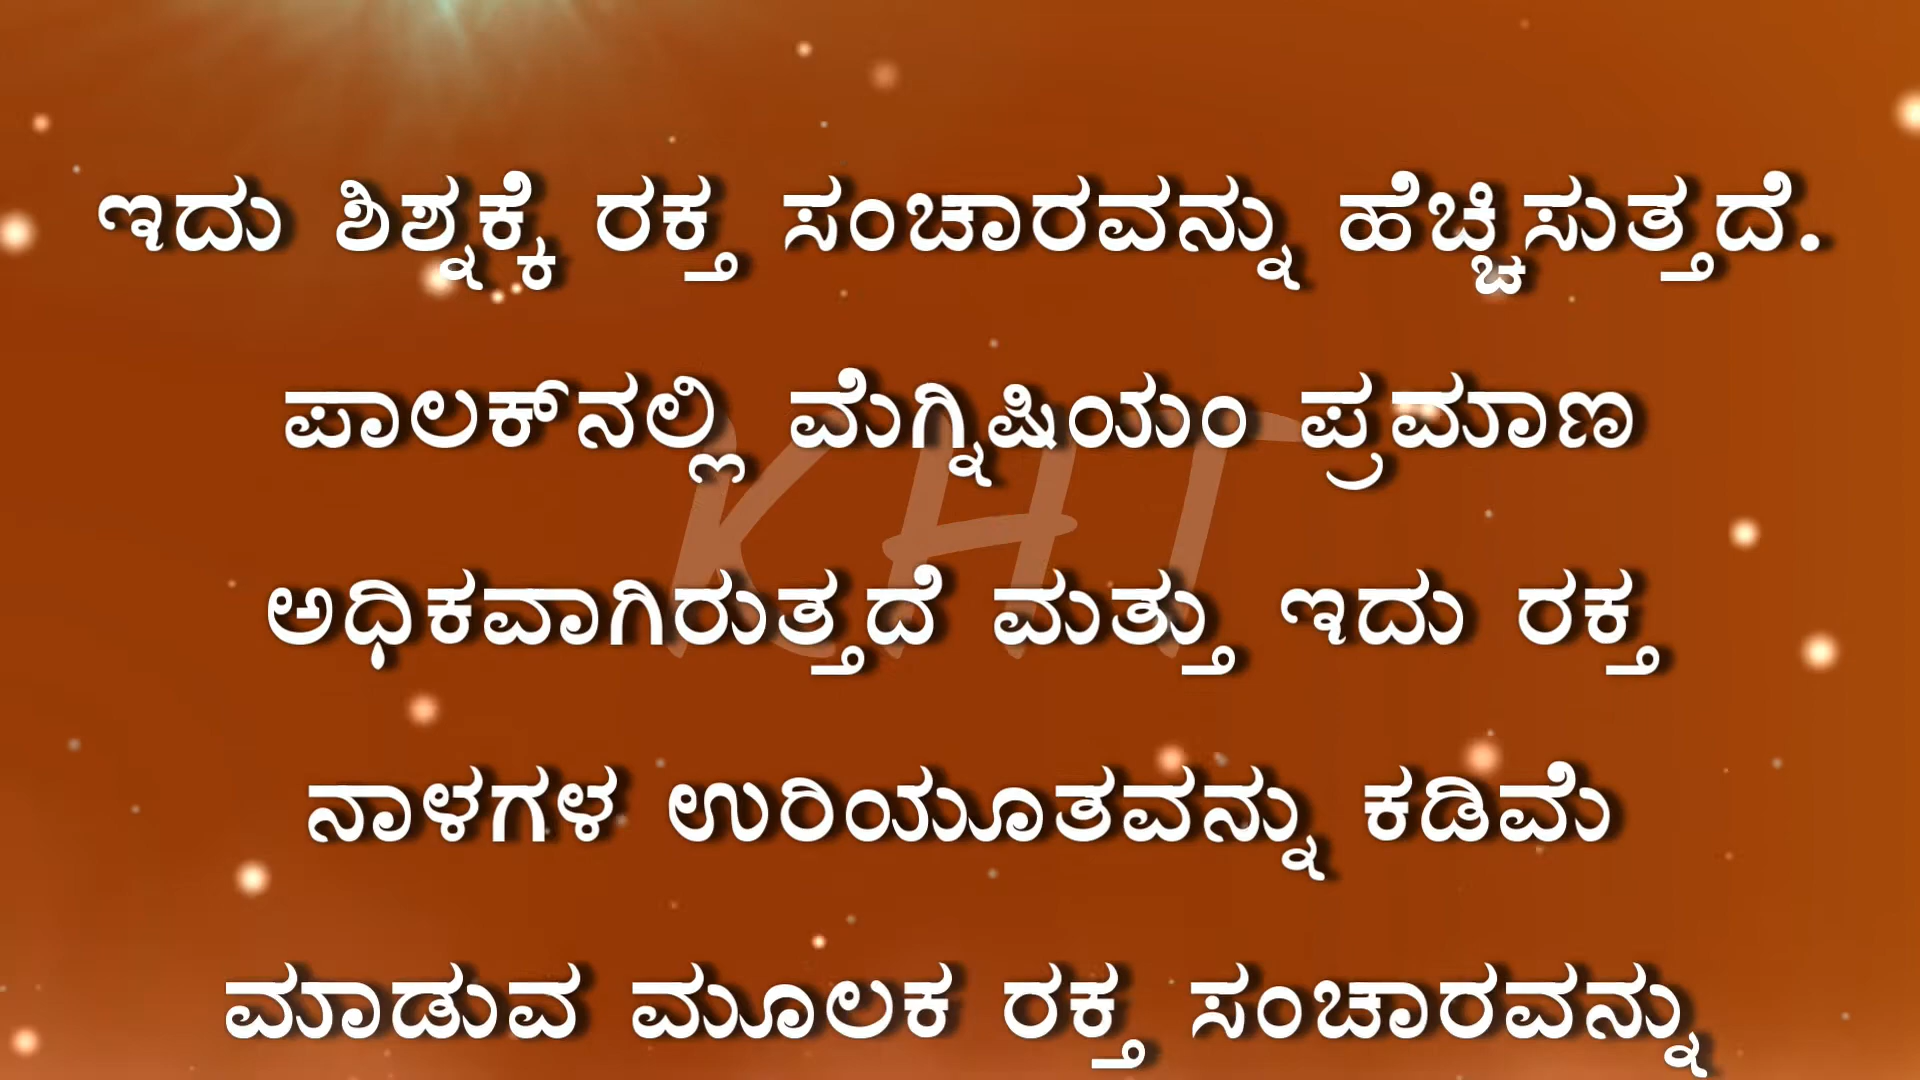 ಇದು ಶಿಶ್ನಕ್ಕೆ ರಕ್ತ ಸಂಚಾರವನ್ನು ಹೆಚ್ಚಿಸುತ್ತದೆ.
ಪಾಲಕ್‌ನಲ್ಲಿ ಮೆಗ್ನಿಷಿಯಂ ಪ್ರಮಾಣ
KHT
ಅಧಿಕವಾಗಿರುತ್ತದೆ ಮತ್ತು ಇದು ರಕ್ತ
ನಾಳಗಳ ಉರಿಯೂತವನ್ನು ಕಡಿಮೆ
ಮಾಡುವ ಮೂಲಕ ರಕ್ತ ಸಂಚಾರವನ್ನು